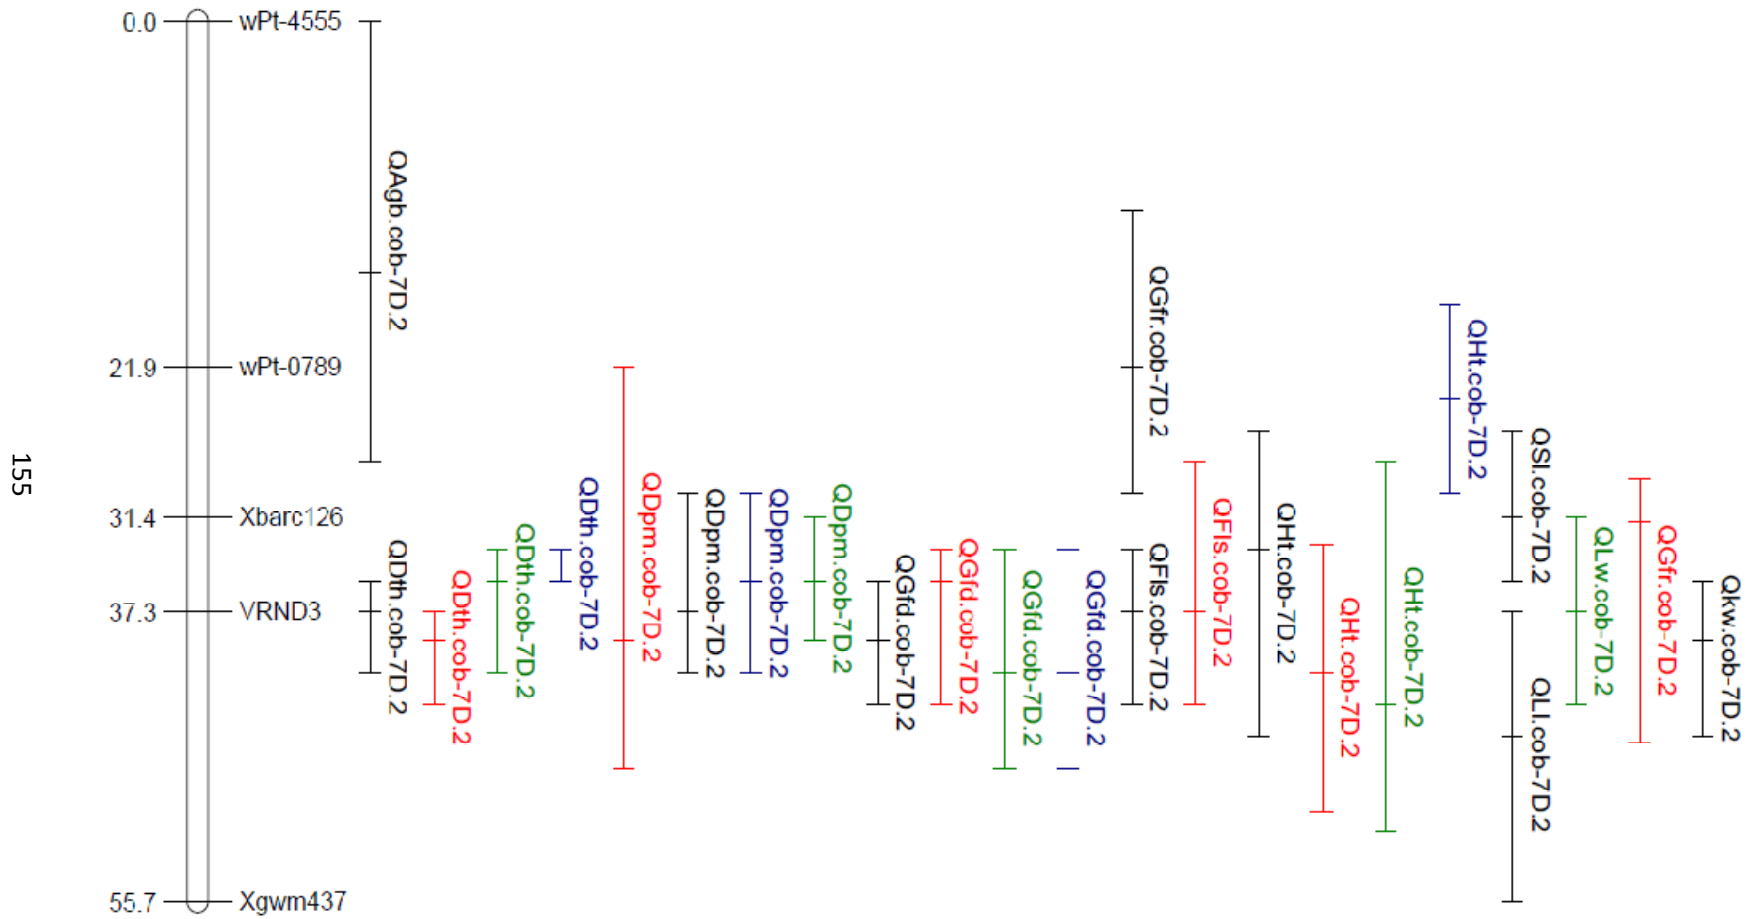 0.0 wPt-4555
21.9 wPt-0789
31.4 Xbarc126
37.3 VRND3
55.7 Xgwm437
QAgb.cob-7D.2
QDth.cob-7D.2
QDth.cob-7D.2
QDth.cob-7D.2
QDth.cob-7D.2
QDpm.cob-7D.2
QDpm.cob-7D.2
QDpm.cob-7D.2
QDpm.cob-7D.2
QGfd.cob-7D.2
QGfd.cob-7D.2
QGfd.cob-7D.2
QGfd.cob-7D.2
QGfr.cob-7D.2
QFls.cob-7D.2
QFls.cob-7D.2
QHt.cob-7D.2
QHt.cob-7D.2
QHt.cob-7D.2
QHt.cob-7D.2
QSl.cob-7D.2
QLl.cob-7D.2
QLw.cob-7D.2
QGfr.cob-7D.2
Qkw.cob-7D.2
155